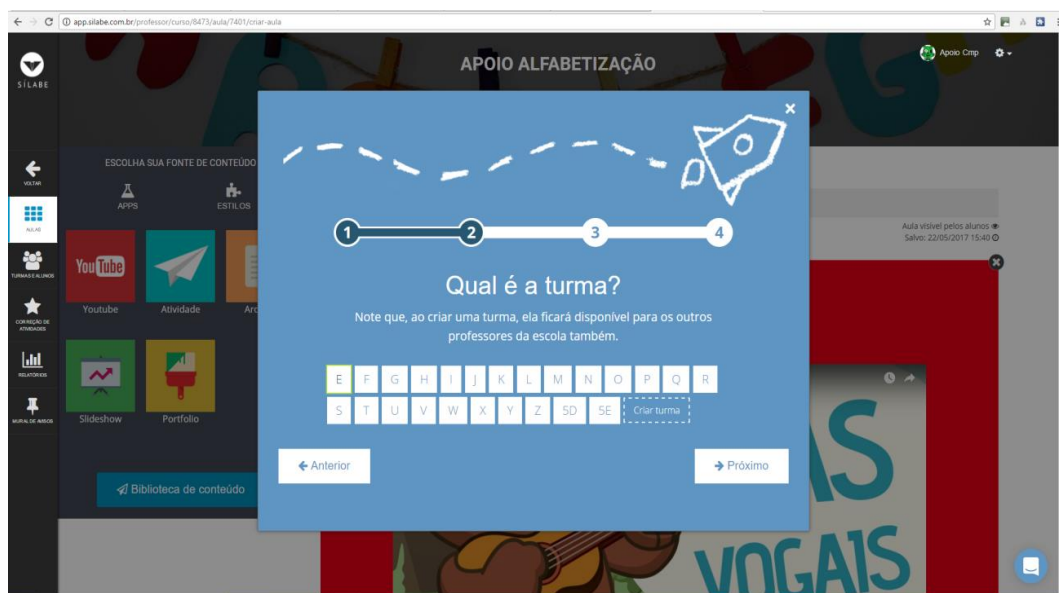 app.silabe.com.br/professor/curso/8473/aula/7401/criar-aula
SÍLABE
APOIO ALFABETIZAÇÃO
Apoio Cmp
VOLTAR
AULAS
TURMAS E ALUNOS
CORREÇÃO DE
ATIVIDADES
RELATÓRIOS
MURAL DE AVISOS
ESCOLHA SUA FONTE DE CONTEÚDO
APPS
ESTILOS
You Tube
Youtube
Atividade
Arq
Slideshow
Portfolio
Biblioteca de conteúdo
1 2 3 4
Qual é a turma?
Note que, ao criar uma turma, ela ficará disponível para os outros
professores da escola também.
E F G H I J K L M N O P Q R
S T U V W X Y Z 5D 5E Criar turma
Anterior
Próximo
Aula visível pelos alunos
Salvo: 22/05/2017 15:40
AS
VOGAIS